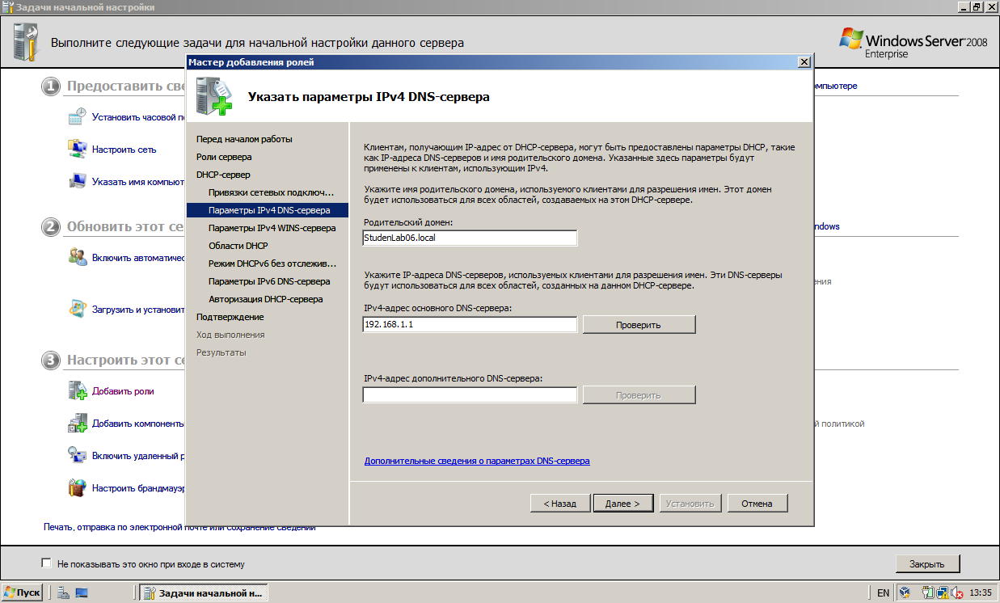 Задачи начальной настройки
Выполните следующие задачи для начальной настройки данного сервера
Windows Server 2008
Enterprise
Мастер добавления ролей
Указать параметры IPv4 DNS-сервера
1 Предоставить све
омпьютере
Установить часовой п
Настроить сеть
Указать имя компьют
2 Обновить этот се
ndows
Включить автоматичес
ения
Загрузить и установит
3 Настроить этот се
Добавить роли
Добавить компоненты
й политикой
Включить удаленный р
Настроить брандмауэр
Печать, отправка по электронной почте или сохранение сведений
Перед началом работы
Роли сервера
DHCP-сервер
Привязки сетевых подключ...
Параметры IPv4 DNS-сервера
Параметры IPv4 WINS-сервера
Области DHCP
Режим DHCPv6 без отслежив...
Параметры IPv6 DNS-сервера
Авторизация DHCP-сервера
Подтверждение
Ход выполнения
Результаты
Клиентам, получающим IP-адрес от DHCP-сервера, могут быть предоставлены параметры DHCP, такие
как IP-адреса DNS-серверов и имя родительского домена. Указанные здесь параметры будут
применены к клиентам, использующим IPv4.
Укажите имя родительского домена, используемого клиентами для разрешения имен. Этот домен
будет использоваться для всех областей, создаваемых на этом DHCP-сервере.
Родительский домен:
StudenLab06.local
Укажите IP-адреса DNS-серверов, используемых клиентами для разрешения имен. Эти DNS-серверы
будут использоваться для всех областей, созданных на данном DHCP-сервере.
IPv4-адрес основного DNS-сервера:
192.168.1.1
Проверить
IPv4-адрес дополнительного DNS-сервера:
Проверить
Дополнительные сведения о параметрах DNS-сервера
< Назад
Далее >
Установить
Отмена
Не показывать это окно при входе в систему
Закрыть
Пуск
Задачи начальной н...
EN
13:35